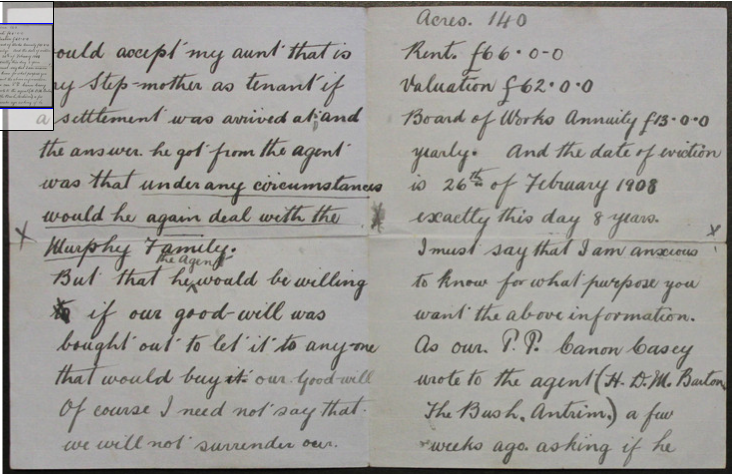 ould accept my aunt that is
y Step-mother as tenant if
a settlement was arrived at and
the answer he got from the agent
was that under any circumstances
would he again deal with the
Murphy Family.
the Agent
But that he would be willing
if our good-will was
bought out to let it to any-one
that would buy it our Good-will
Of course I need not say that
we will not surrender our
Acres. 140
Rent. £66.0-0
Valuation £62.0.0
Board of Works Annuity £13.0.0
yearly. And the date of eviction
is 26th of February 1908
exactly this day 8 years.
I must say that I am anxious
to know for what purpose you
want the above information.
As our P.P. Canon Casey
wrote to the agent (H. D. M. Barton
The Bush, Antrim.) a few
weeks ago asking if he